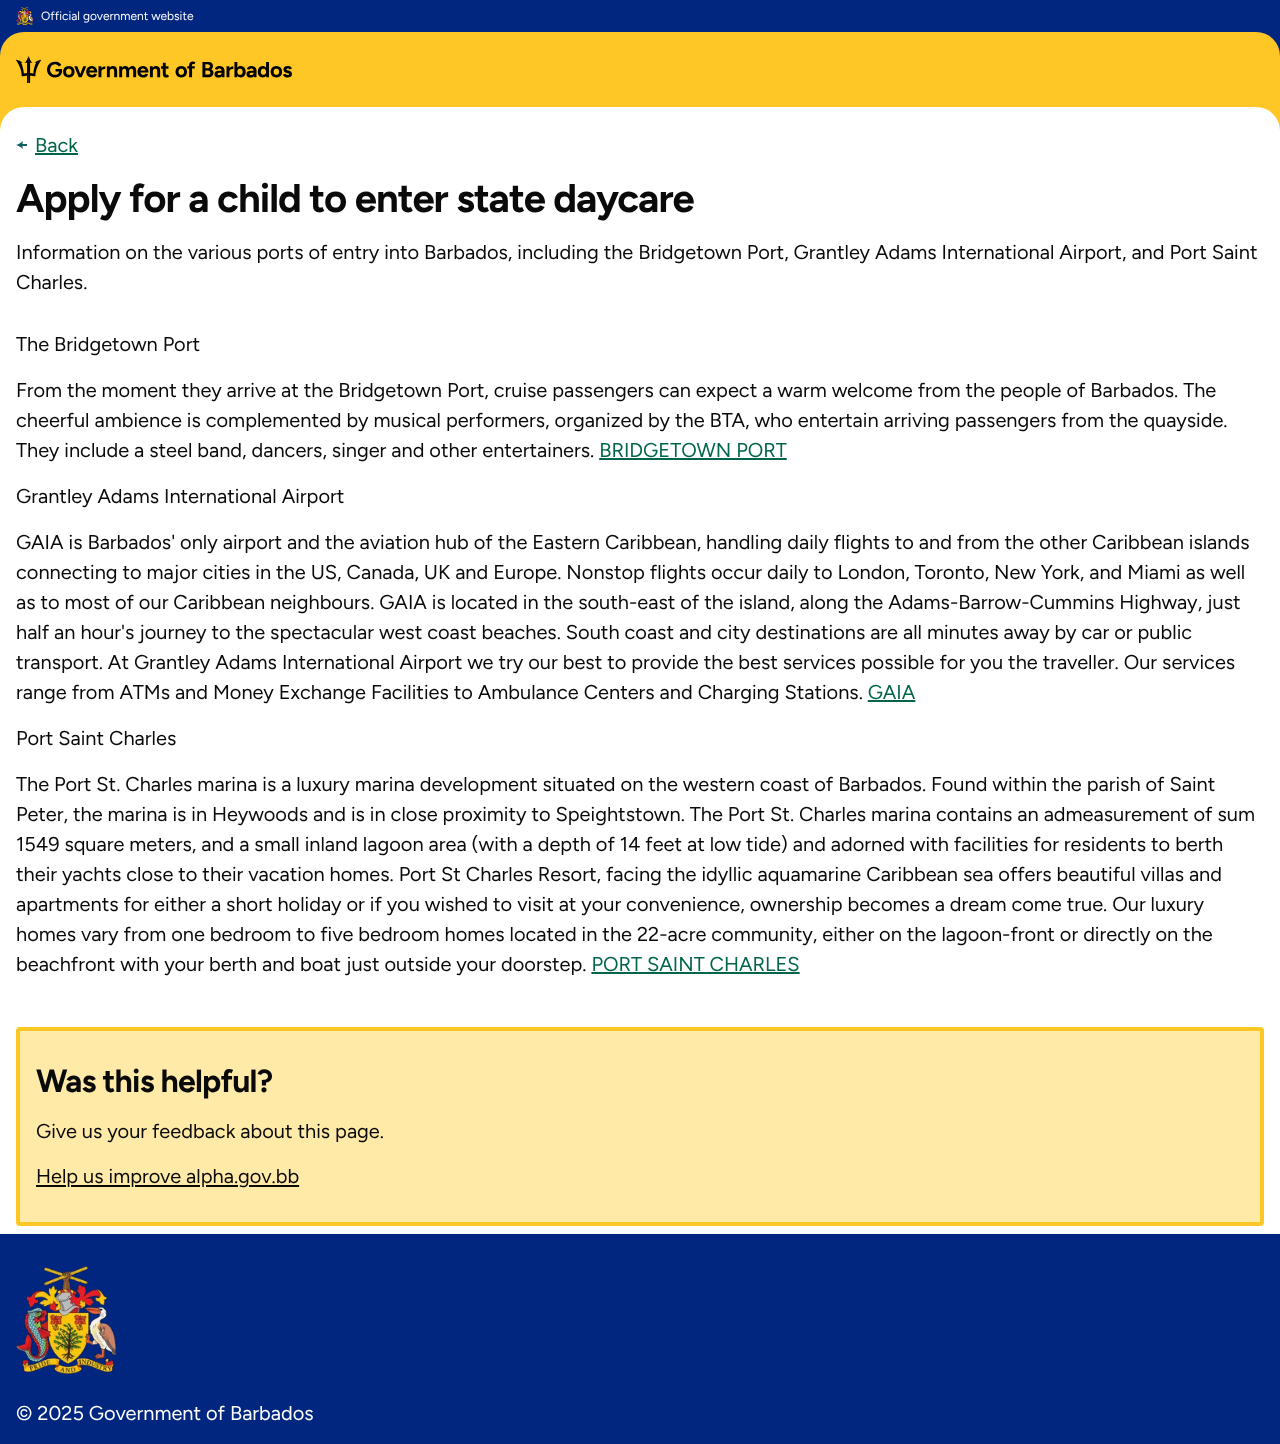 Official government website
Government of Barbados
Back
Apply for a child to enter state daycare
Information on the various ports of entry into Barbados, including the Bridgetown Port, Grantley Adams International Airport, and Port Saint
Charles.
The Bridgetown Port
From the moment they arrive at the Bridgetown Port, cruise passengers can expect a warm welcome from the people of Barbados. The
cheerful ambience is complemented by musical performers, organized by the BTA, who entertain arriving passengers from the quayside.
They include a steel band, dancers, singer and other entertainers. BRIDGETOWN PORT
Grantley Adams International Airport
GAIA is Barbados' only airport and the aviation hub of the Eastern Caribbean, handling daily flights to and from the other Caribbean islands
connecting to major cities in the US, Canada, UK and Europe. Nonstop flights occur daily to London, Toronto, New York, and Miami as well
as to most of our Caribbean neighbours. GAIA is located in the south-east of the island, along the Adams-Barrow-Cummins Highway, just
half an hour's journey to the spectacular west coast beaches. South coast and city destinations are all minutes away by car or public
transport. At Grantley Adams International Airport we try our best to provide the best services possible for you the traveller. Our services
range from ATMs and Money Exchange Facilities to Ambulance Centers and Charging Stations. GAIA
Port Saint Charles
The Port St. Charles marina is a luxury marina development situated on the western coast of Barbados. Found within the parish of Saint
Peter, the marina is in Heywoods and is in close proximity to Speightstown. The Port St. Charles marina contains an admeasurement of sum
1549 square meters, and a small inland lagoon area (with a depth of 14 feet at low tide) and adorned with facilities for residents to berth
their yachts close to their vacation homes. Port St Charles Resort, facing the idyllic aquamarine Caribbean sea offers beautiful villas and
apartments for either a short holiday or if you wished to visit at your convenience, ownership becomes a dream come true. Our luxury
homes vary from one bedroom to five bedroom homes located in the 22-acre community, either on the lagoon-front or directly on the
beachfront with your berth and boat just outside your doorstep. PORT SAINT CHARLES
Was this helpful?
Give us your feedback about this page.
Help us improve alpha.gov.bb
PRIDE AND INDUSTRY
© 2025 Government of Barbados